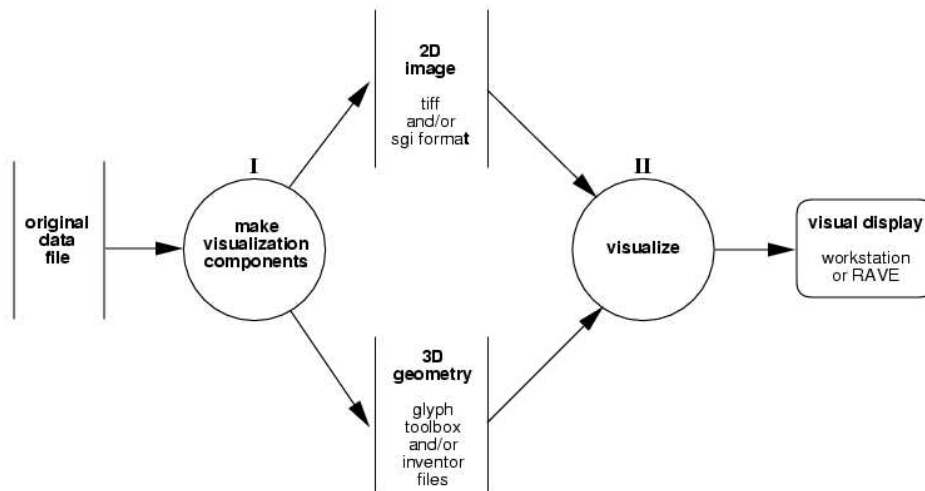 original
data
file
I
make
visualization
components
2D
image
tiff
and/or
sgi format
3D
geometry
glyph
toolbox
and/or
inventor
files
II
visualize
visual display
workstation
or RAVE